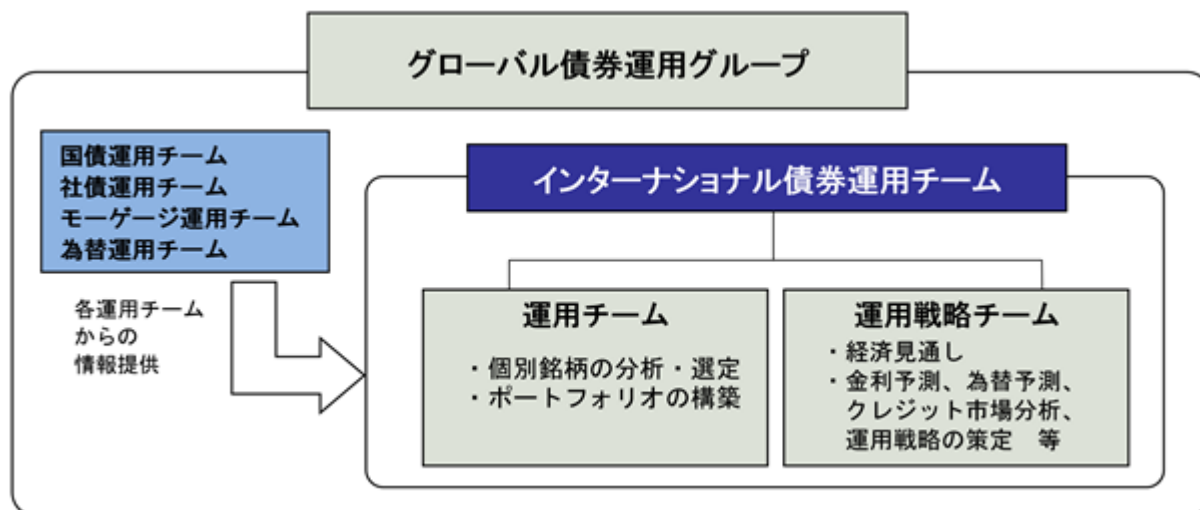 グローバル債券運用グループ
国債運用チーム
社債運用チーム
モーゲージ運用チーム
為替運用チーム
各運用チーム
からの
情報提供
インターナショナル債券運用チーム
運用チーム
・個別銘柄の分析・選定
・ポートフォリオの構築
運用戦略チーム
・経済見通し
・金利予測、為替予測、
クレジット市場分析、
運用戦略の策定　等